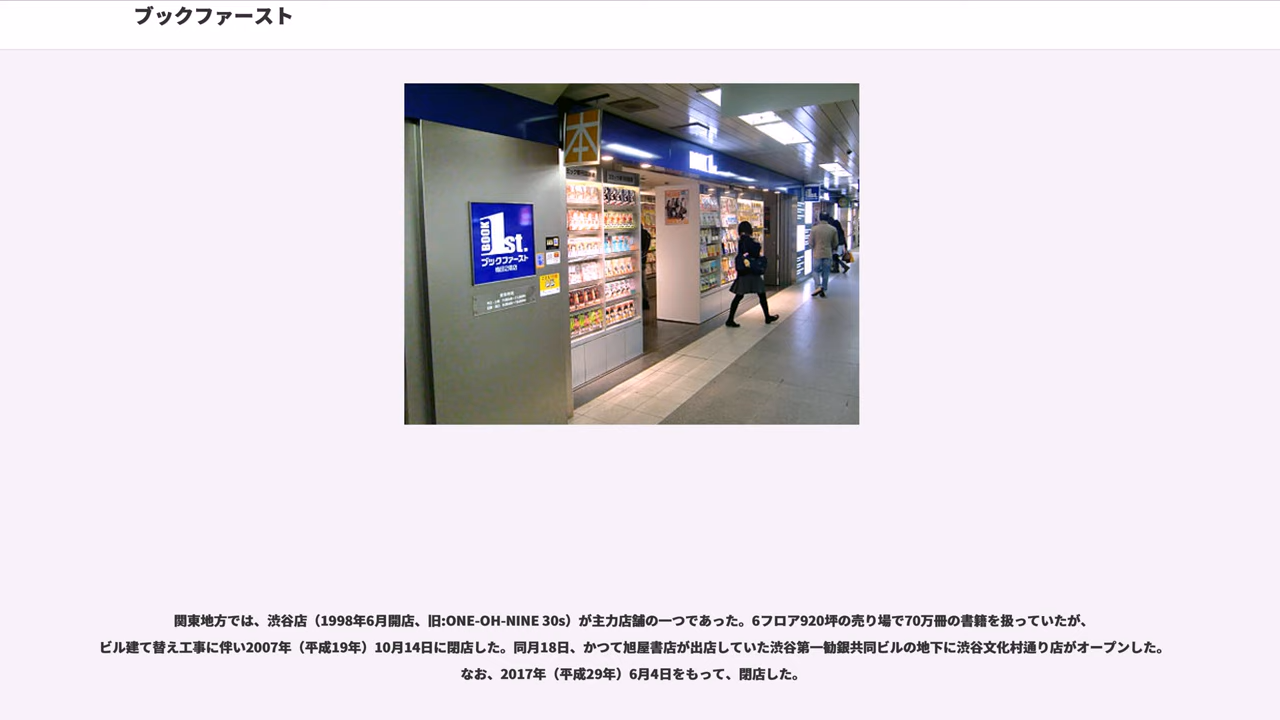 ブックファースト
本
BOOK
1st.
ブックファースト
関東地方では、渋谷店（1998年6月開店、旧:ONE-OH-NINE 30s）が主力店舗の一つであった。6フロア920坪の売り場で70万冊の書籍を扱っていたが、
ビル建て替え工事に伴い2007年（平成19年）10月14日に閉店した。同月18日、かつて旭屋書店が出店していた渋谷第一勧銀共同ビルの地下に渋谷文化村通り店がオープンした。
なお、2017年（平成29年）6月4日をもって、閉店した。